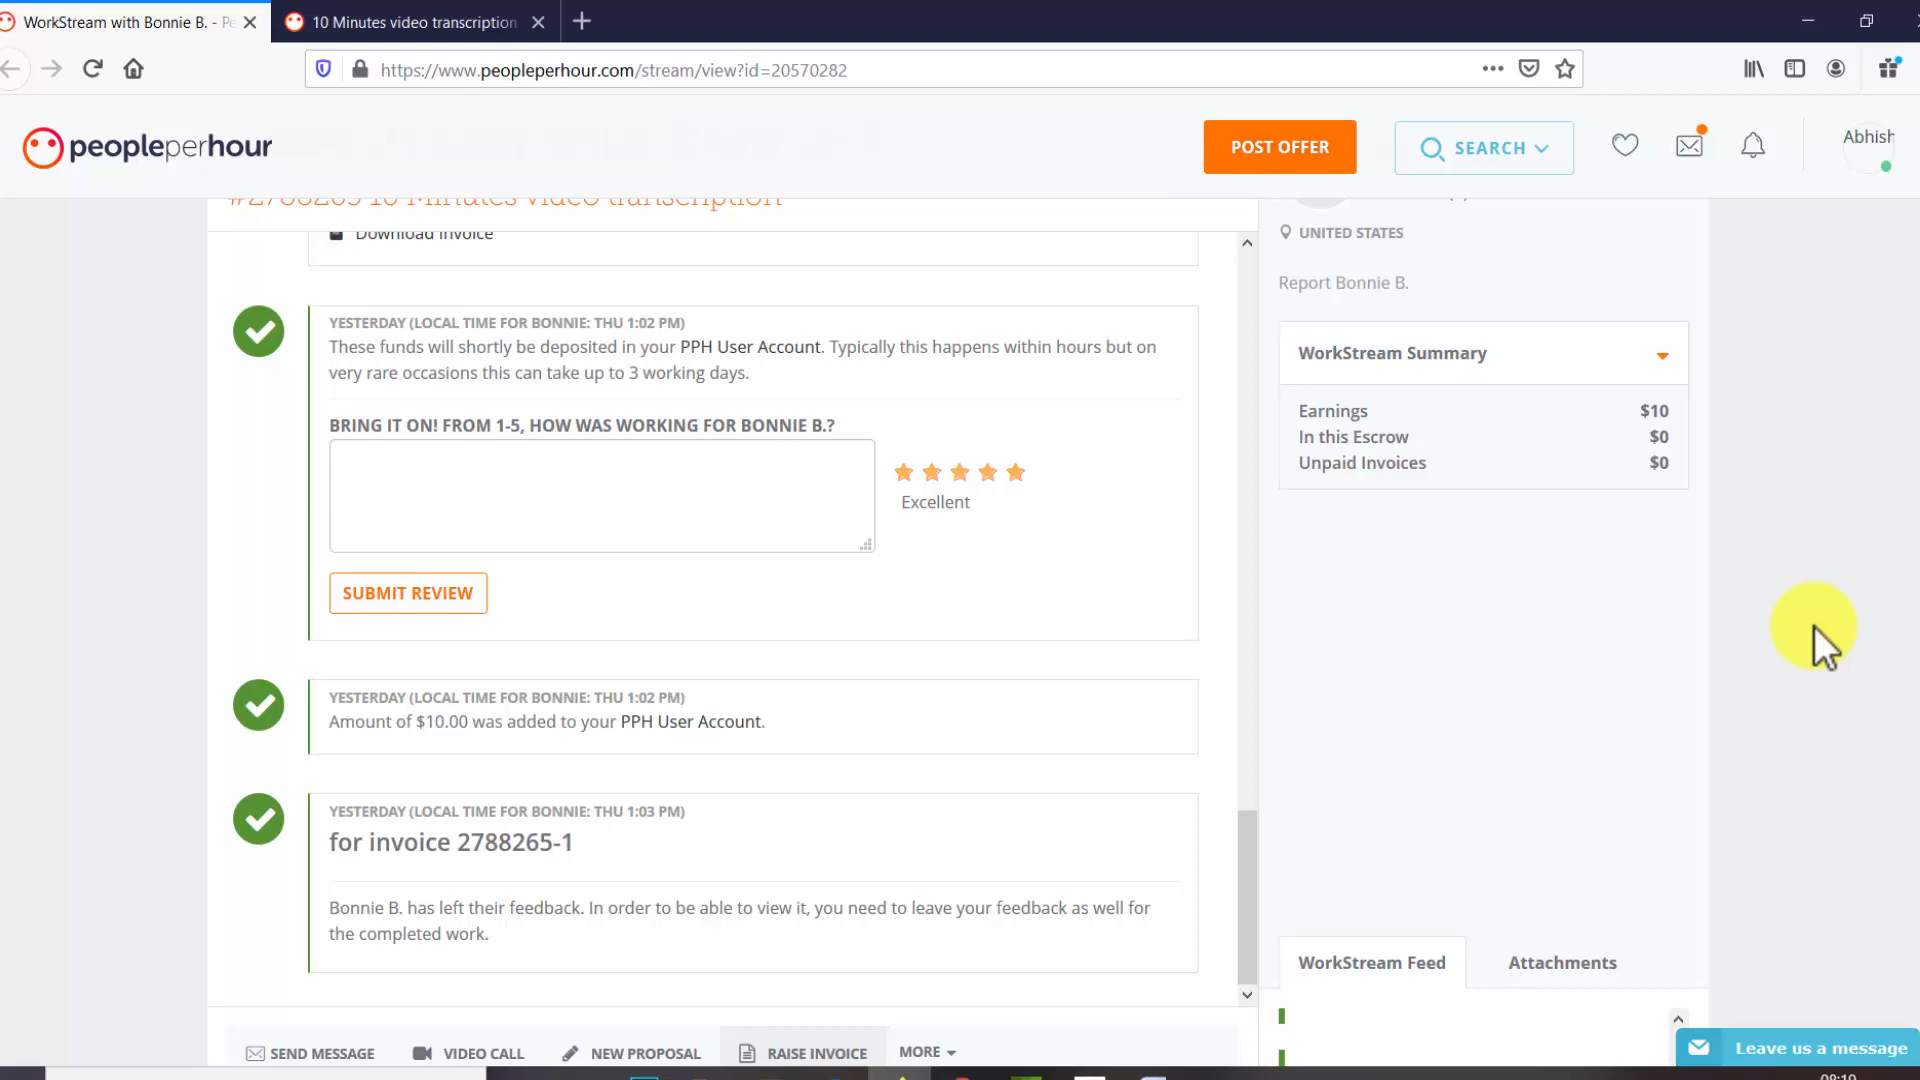 WorkStream with Bonnie B. - Pe
10 Minutes video transcription
https://www.peopleperhour.com/stream/view?id=20570282
peopleperhour
POST OFFER
SEARCH
Abhish
#2788265 10 Minutes video transcription
Download Invoice
YESTERDAY (LOCAL TIME FOR BONNIE: THU 1:02 PM)
These funds will shortly be deposited in your PPH User Account. Typically this happens within hours but on
very rare occasions this can take up to 3 working days.
BRING IT ON! FROM 1-5, HOW WAS WORKING FOR BONNIE B.?
Excellent
SUBMIT REVIEW
YESTERDAY (LOCAL TIME FOR BONNIE: THU 1:02 PM)
Amount of $10.00 was added to your PPH User Account.
YESTERDAY (LOCAL TIME FOR BONNIE: THU 1:03 PM)
for invoice 2788265-1
Bonnie B. has left their feedback. In order to be able to view it, you need to leave your feedback as well for
the completed work.
SEND MESSAGE
VIDEO CALL
NEW PROPOSAL
RAISE INVOICE
MORE
UNITED STATES
Report Bonnie B.
WorkStream Summary
Earnings $10
In this Escrow $0
Unpaid Invoices $0
WorkStream Feed
Attachments
Leave us a message